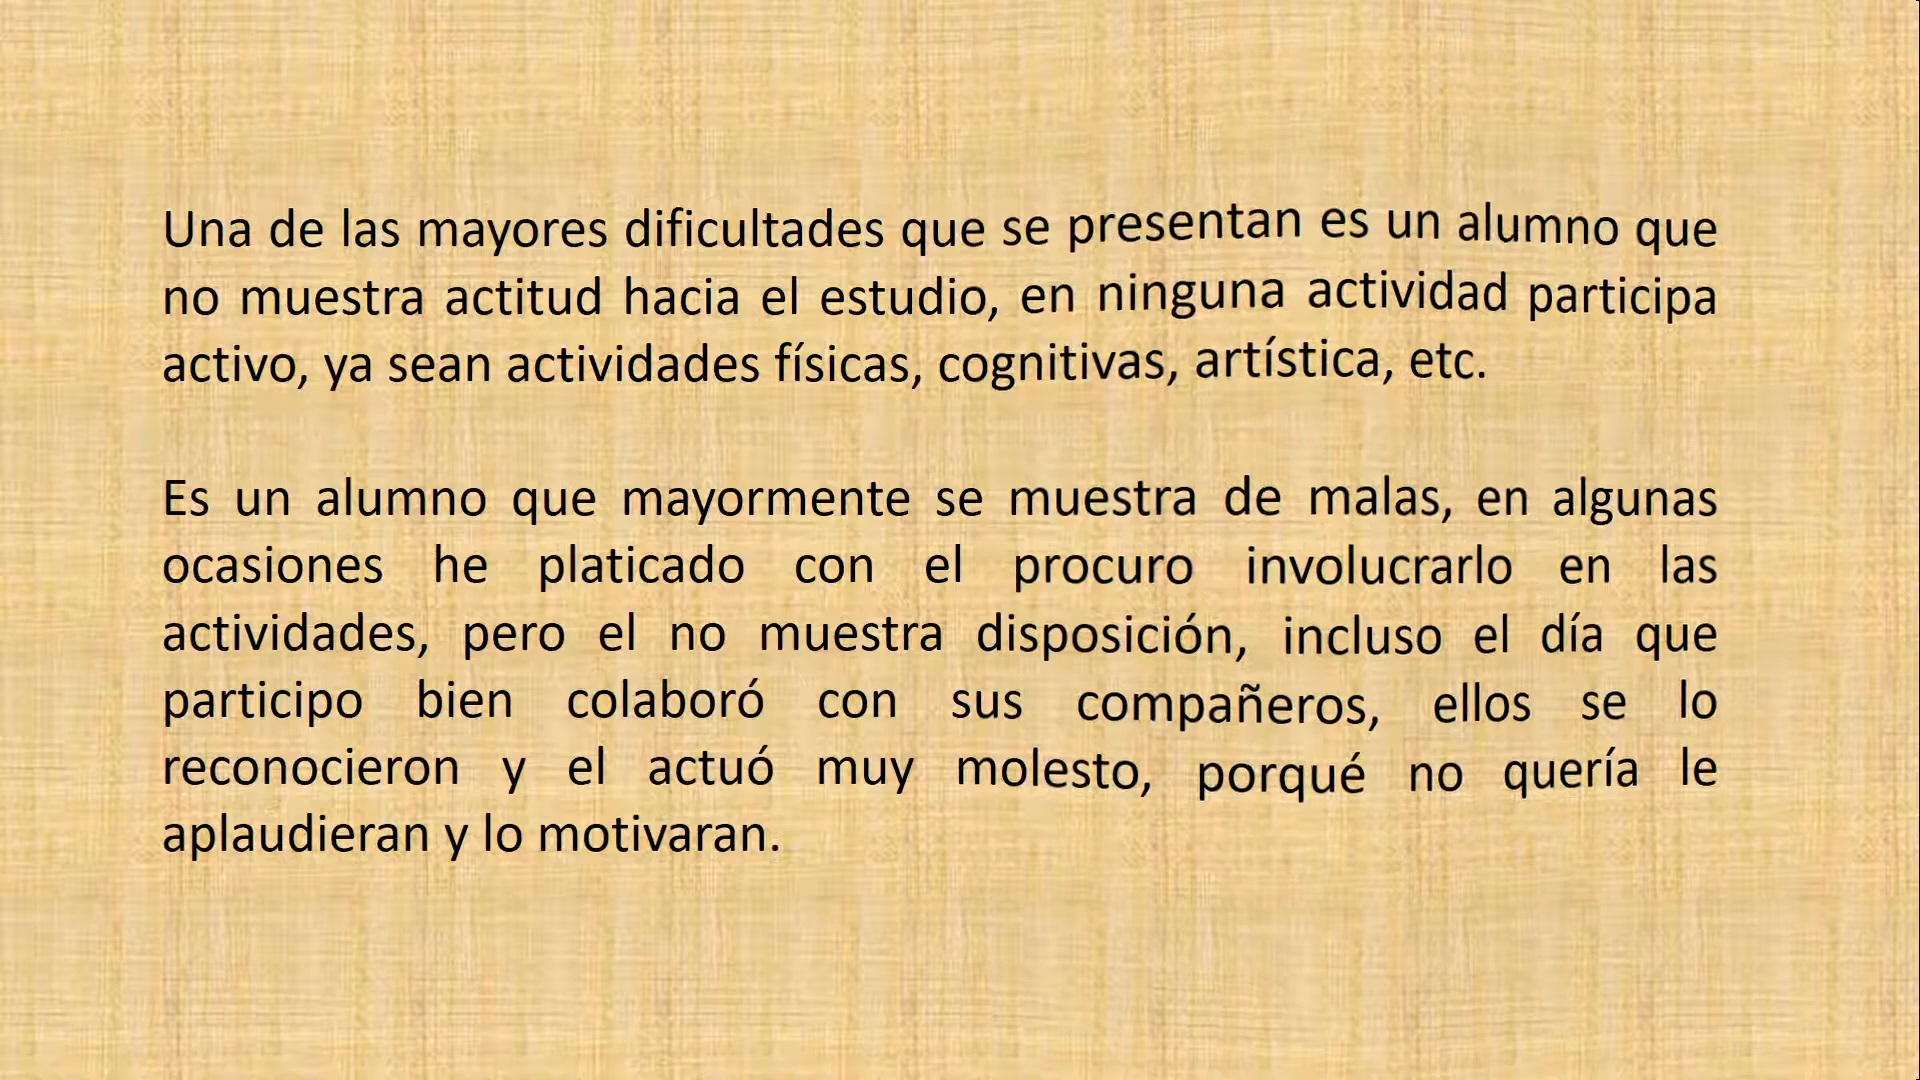 Una de las mayores dificultades que se presentan es un alumno que
no muestra actitud hacia el estudio, en ninguna actividad participa
activo, ya sean actividades físicas, cognitivas, artística, etc.
Es un alumno que mayormente se muestra de malas, en algunas
ocasiones he platicado con el procuro involucrarlo en las
actividades, pero el no muestra disposición, incluso el día que
participo bien colaboró con sus compañeros, ellos se lo
reconocieron y el actuó muy molesto, porqué no quería le
aplaudieran y lo motivaran.